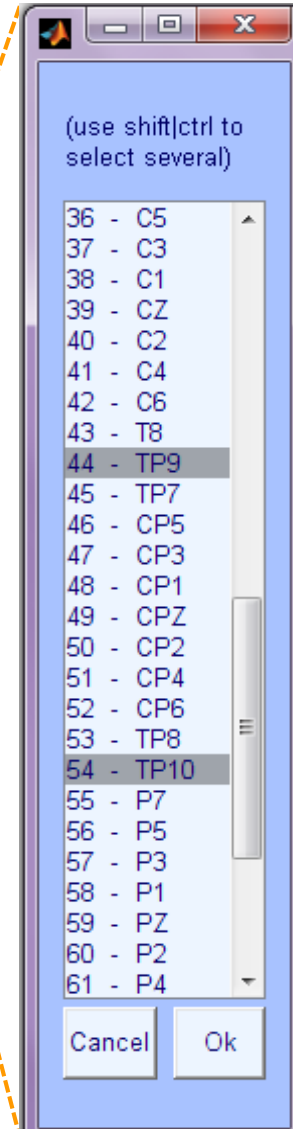 (use shift|ctrl to
select several)
36 - C5
37 - C3
38 - C1
39 - CZ
40 - C2
41 - C4
42 - C6
43 - T8
44 - TP9
45 - TP7
46 - CP5
47 - CP3
48 - CP1
49 - CPZ
50 - CP2
51 - CP4
52 - CP6
53 - TP8
54 - TP10
55 - P7
56 - P5
57 - P3
58 - P1
59 - PZ
60 - P2
61 - P4
Cancel Ok